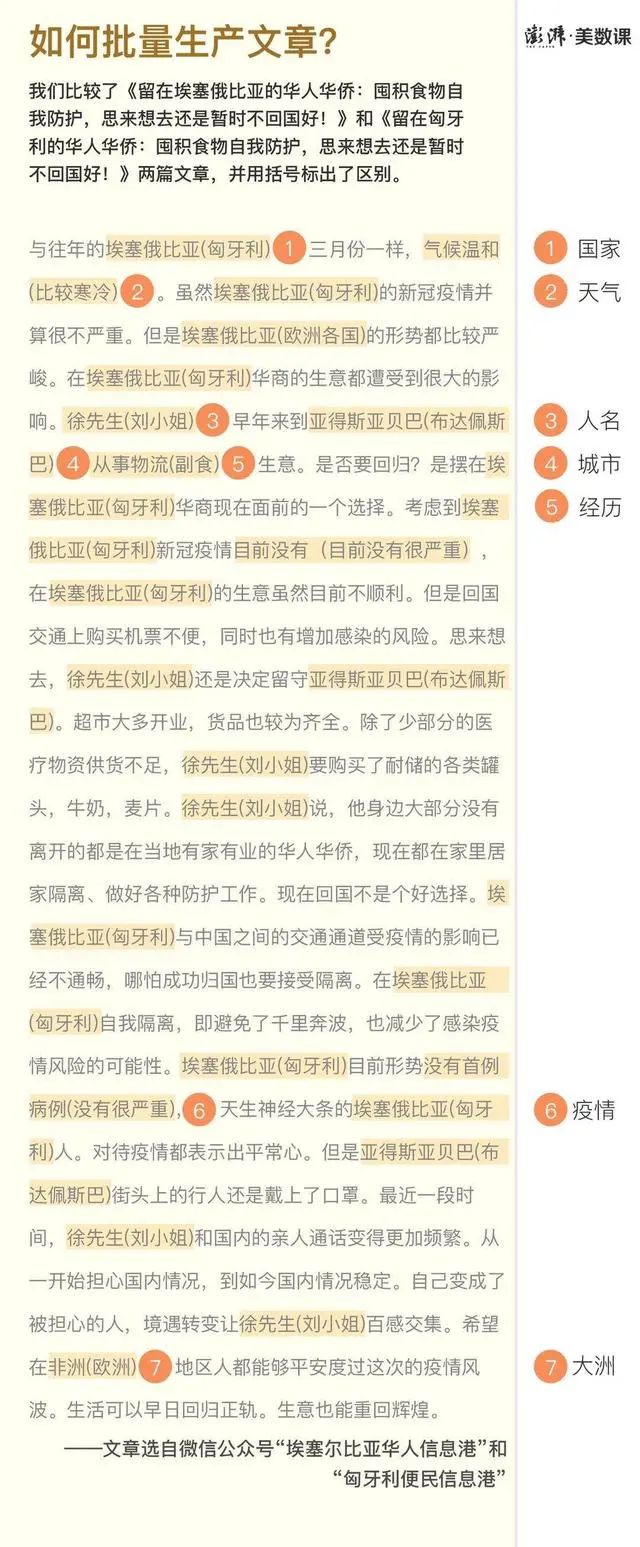 如何批量生产文章?
澎湃·美数课
THE PAPER
我们比较了《留在埃塞俄比亚的华人华侨：囤积食物自
我防护，思来想去还是暂时不回国好！》和《留在匈牙
利的华人华侨：囤积食物自我防护，思来想去还是暂时
不回国好！》两篇文章，并用括号标出了区别。
与往年的埃塞俄比亚(匈牙利)1三月份一样，气候温和
(比较寒冷)2。虽然埃塞俄比亚(匈牙利)的新冠疫情并
算很不严重。但是埃塞俄比亚(欧洲各国)的形势都比较严
峻。在埃塞俄比亚(匈牙利)华商的生意都遭受到很大的影
响。徐先生(刘小姐)3早年来到亚得斯亚贝巴(布达佩斯
巴)4从事物流(副食)5生意。是否要回归？是摆在埃
塞俄比亚(匈牙利)华商现在面前的一个选择。考虑到埃塞
俄比亚(匈牙利)新冠疫情目前没有（目前没有很严重），
在埃塞俄比亚(匈牙利)的生意虽然目前不顺利。但是回国
交通上购买机票不便，同时也有增加感染的风险。思来想
去，徐先生(刘小姐)还是决定留守亚得斯亚贝巴(布达佩斯
巴)。超市大多开业，货品也较为齐全。除了少部分的医
疗物资供货不足，徐先生(刘小姐)要购买了耐储的各类罐
头，牛奶，麦片。徐先生(刘小姐)说，他身边大部分没有
离开的都是在当地有家有业的华人华侨，现在都在家里居
家隔离、做好各种防护工作。现在回国不是个好选择。埃
塞俄比亚(匈牙利)与中国之间的交通通道受疫情的影响已
经不通畅，哪怕成功归国也要接受隔离。在埃塞俄比亚
(匈牙利)自我隔离，即避免了千里奔波，也减少了感染疫
情风险的可能性。埃塞俄比亚(匈牙利)目前形势没有首例
病例(没有很严重),6天生神经大条的埃塞俄比亚(匈牙
利)人。对待疫情都表示出平常心。但是亚得斯亚贝巴(布
达佩斯巴)街头上的行人还是戴上了口罩。最近一段时
间，徐先生(刘小姐)和国内的亲人通话变得更加频繁。从
一开始担心国内情况，到如今国内情况稳定。自己变成了
被担心的人，境遇转变让徐先生(刘小姐)百感交集。希望
在非洲(欧洲)7地区人都能够平安度过这次的疫情风
波。生活可以早日回归正轨。生意也能重回辉煌。
——文章选自微信公众号“埃塞尔比亚华人信息港”和
“匈牙利便民信息港”
1 国家
2 天气
3 人名
4 城市
5 经历
6 疫情
7 大洲